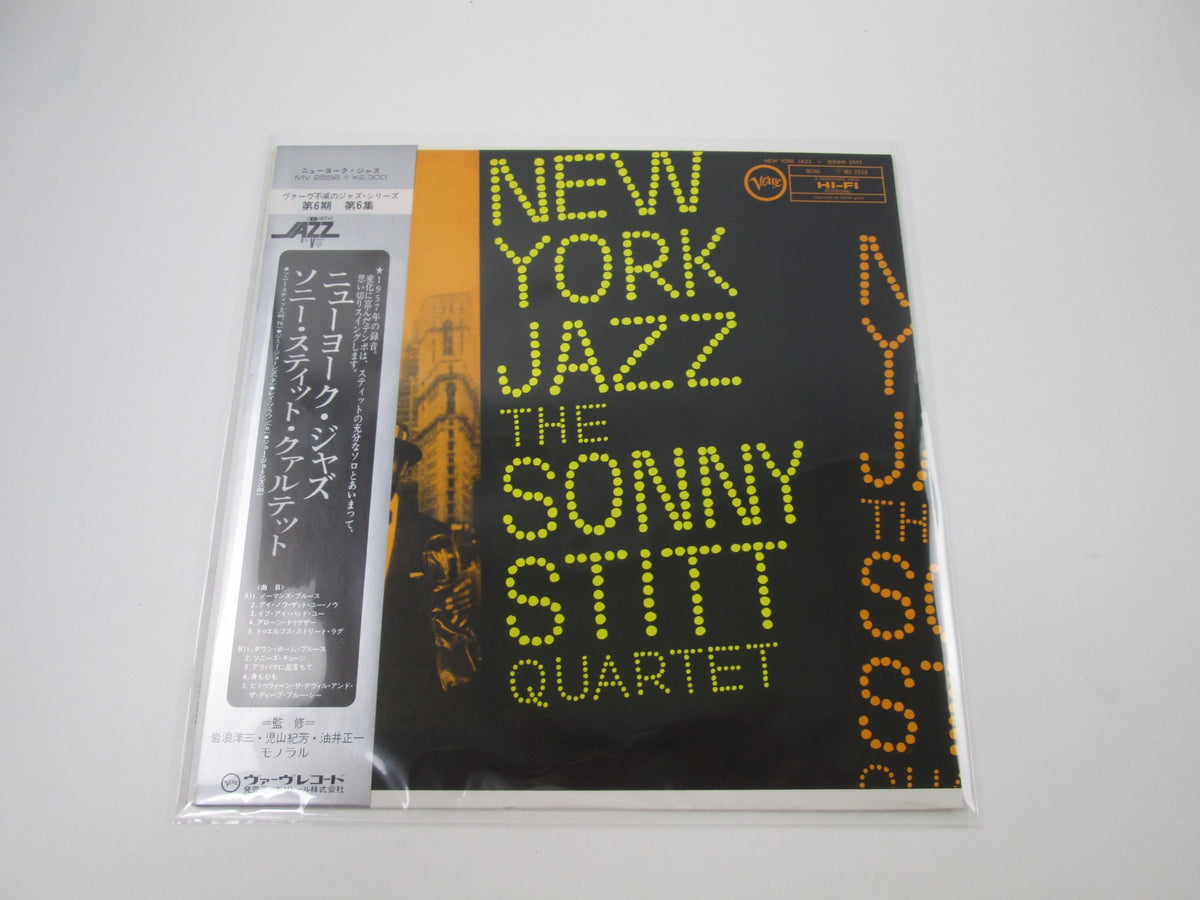 ニューヨーク・ジャズ
MV 2558 ¥2,300
ヴァーヴ不滅のジャズ・シリーズ
第6期 第6集
JAZZ
★1957年の録音。
変化に富んだテンポは、スティットの充分なソロとあいまって、
思い切りスイングします。
ニューヨーク・ジャズ
ソニー・スティット・クァルテット
〈曲目〉
A) 1. ノーマンズ・ブルース
2. アイ・ノウ・ザット・ユー・ノウ
3. イフ・アイ・ハッド・ユー
4. アローン・トゥゲザー
5. トゥエルフス・ストリート・ラグ
B) 1. ダウン・ホーム・ブルース
2. ソニーズ・チューン
3. アラバマに星落ちて
4. 身も心も
5. ビトゥウィーン・ザ・デヴィル・アンド・
ザ・ディープ・ブルー・シー
=監 修=
岩浪洋三・児山紀芳・油井正一
モノラル
Verve ヴァーヴレコード
NEW
YORK
JAZZ
THE
SONNY
STITT
QUARTET
NEW YORK JAZZ • SONNY STITT
Verve
MONO MV 2558
HI-FI
N
Y
J
TH
SO
S
QU